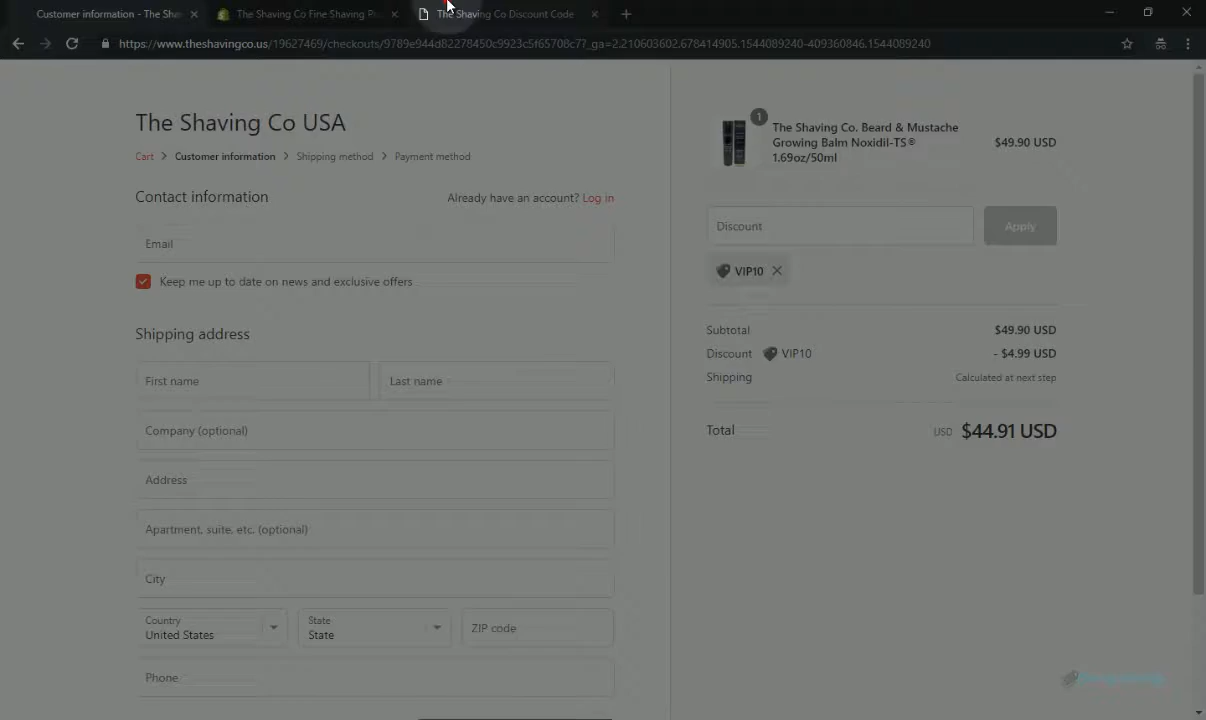 Customer information - The Sha
The Shaving Co Fine Shaving Pr
The Shaving Co Discount Code
https://www.theshavingco.us/19627469/checkouts/9789e944d82278450c9923c5f65708c7?_ga=2.210603602.678414905.1544089240-409360846.1544089240
The Shaving Co USA
Cart > Customer information > Shipping method > Payment method
Contact information
Already have an account? Log in
Email
Keep me up to date on news and exclusive offers
Shipping address
First name
Last name
Company (optional)
Address
Apartment, suite, etc. (optional)
City
Country
United States
State
State
ZIP code
Phone
1
The Shaving Co. Beard & Mustache
Growing Balm Noxidil-TS®
1.69oz/50ml
$49.90 USD
Discount
Apply
VIP10
Subtotal
$49.90 USD
Discount VIP10
- $4.99 USD
Shipping
Calculated at next step
Total
USD $44.91 USD